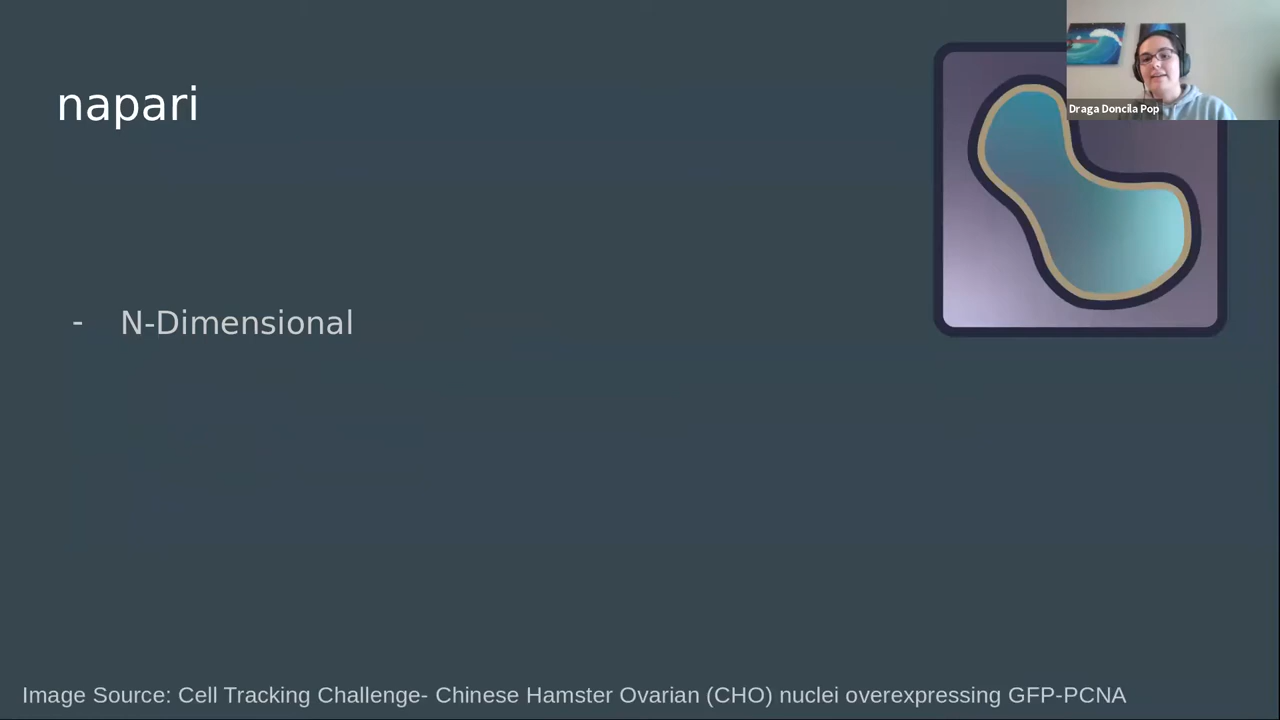 napari
Draga Doncila Pop
- N-Dimensional
Image Source: Cell Tracking Challenge- Chinese Hamster Ovarian (CHO) nuclei overexpressing GFP-PCNA